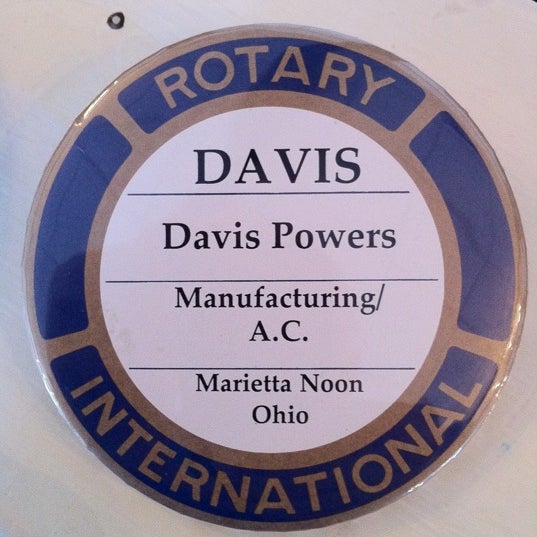 ROTARY
DAVIS
Davis Powers
Manufacturing/
A.C.
Marietta Noon
Ohio
INTERNATIONAL